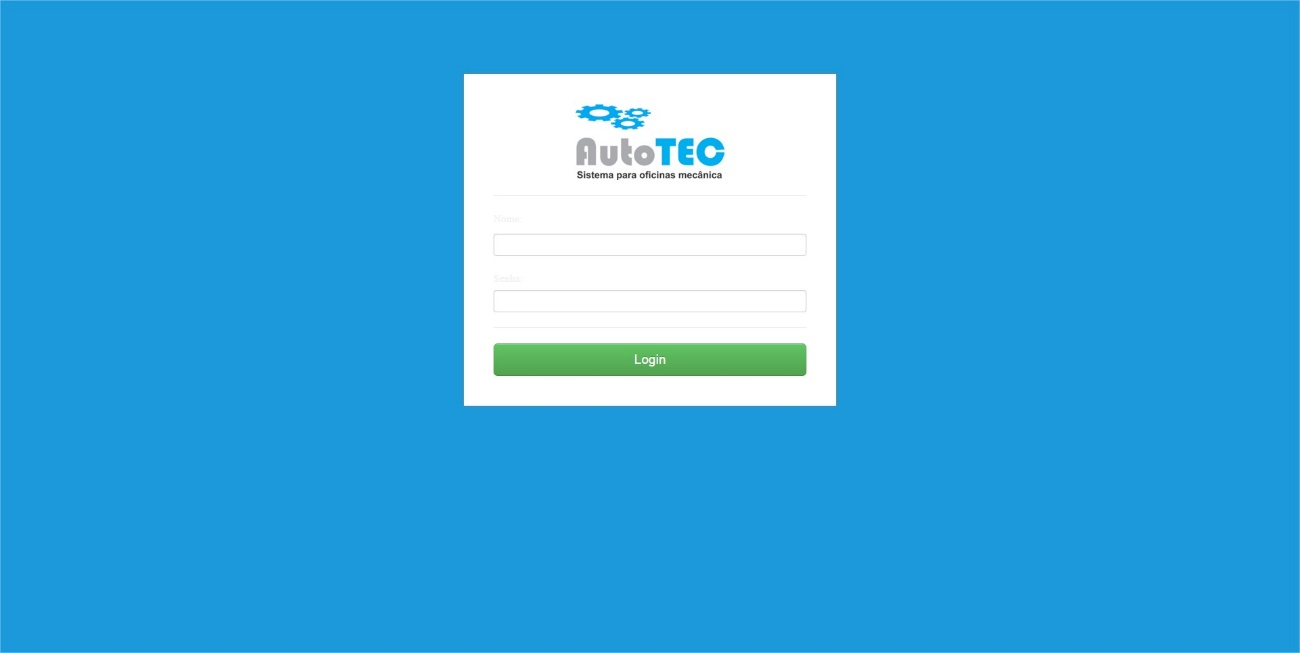 AutoTEC
Sistema para oficinas mecânica
Nome:
Senha:
Login